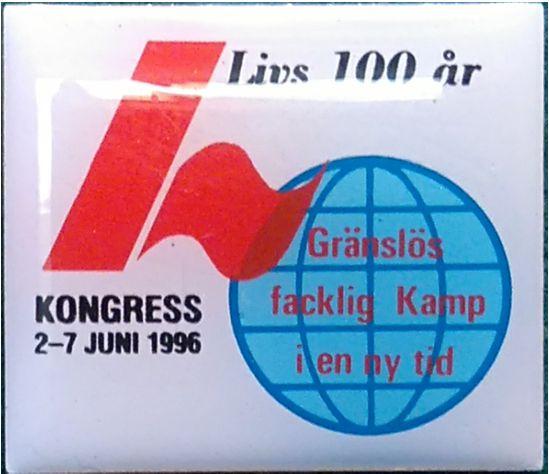 Livs 100 år
Gränslös
facklig Kamp
i en ny tid
KONGRESS
2–7 JUNI 1996